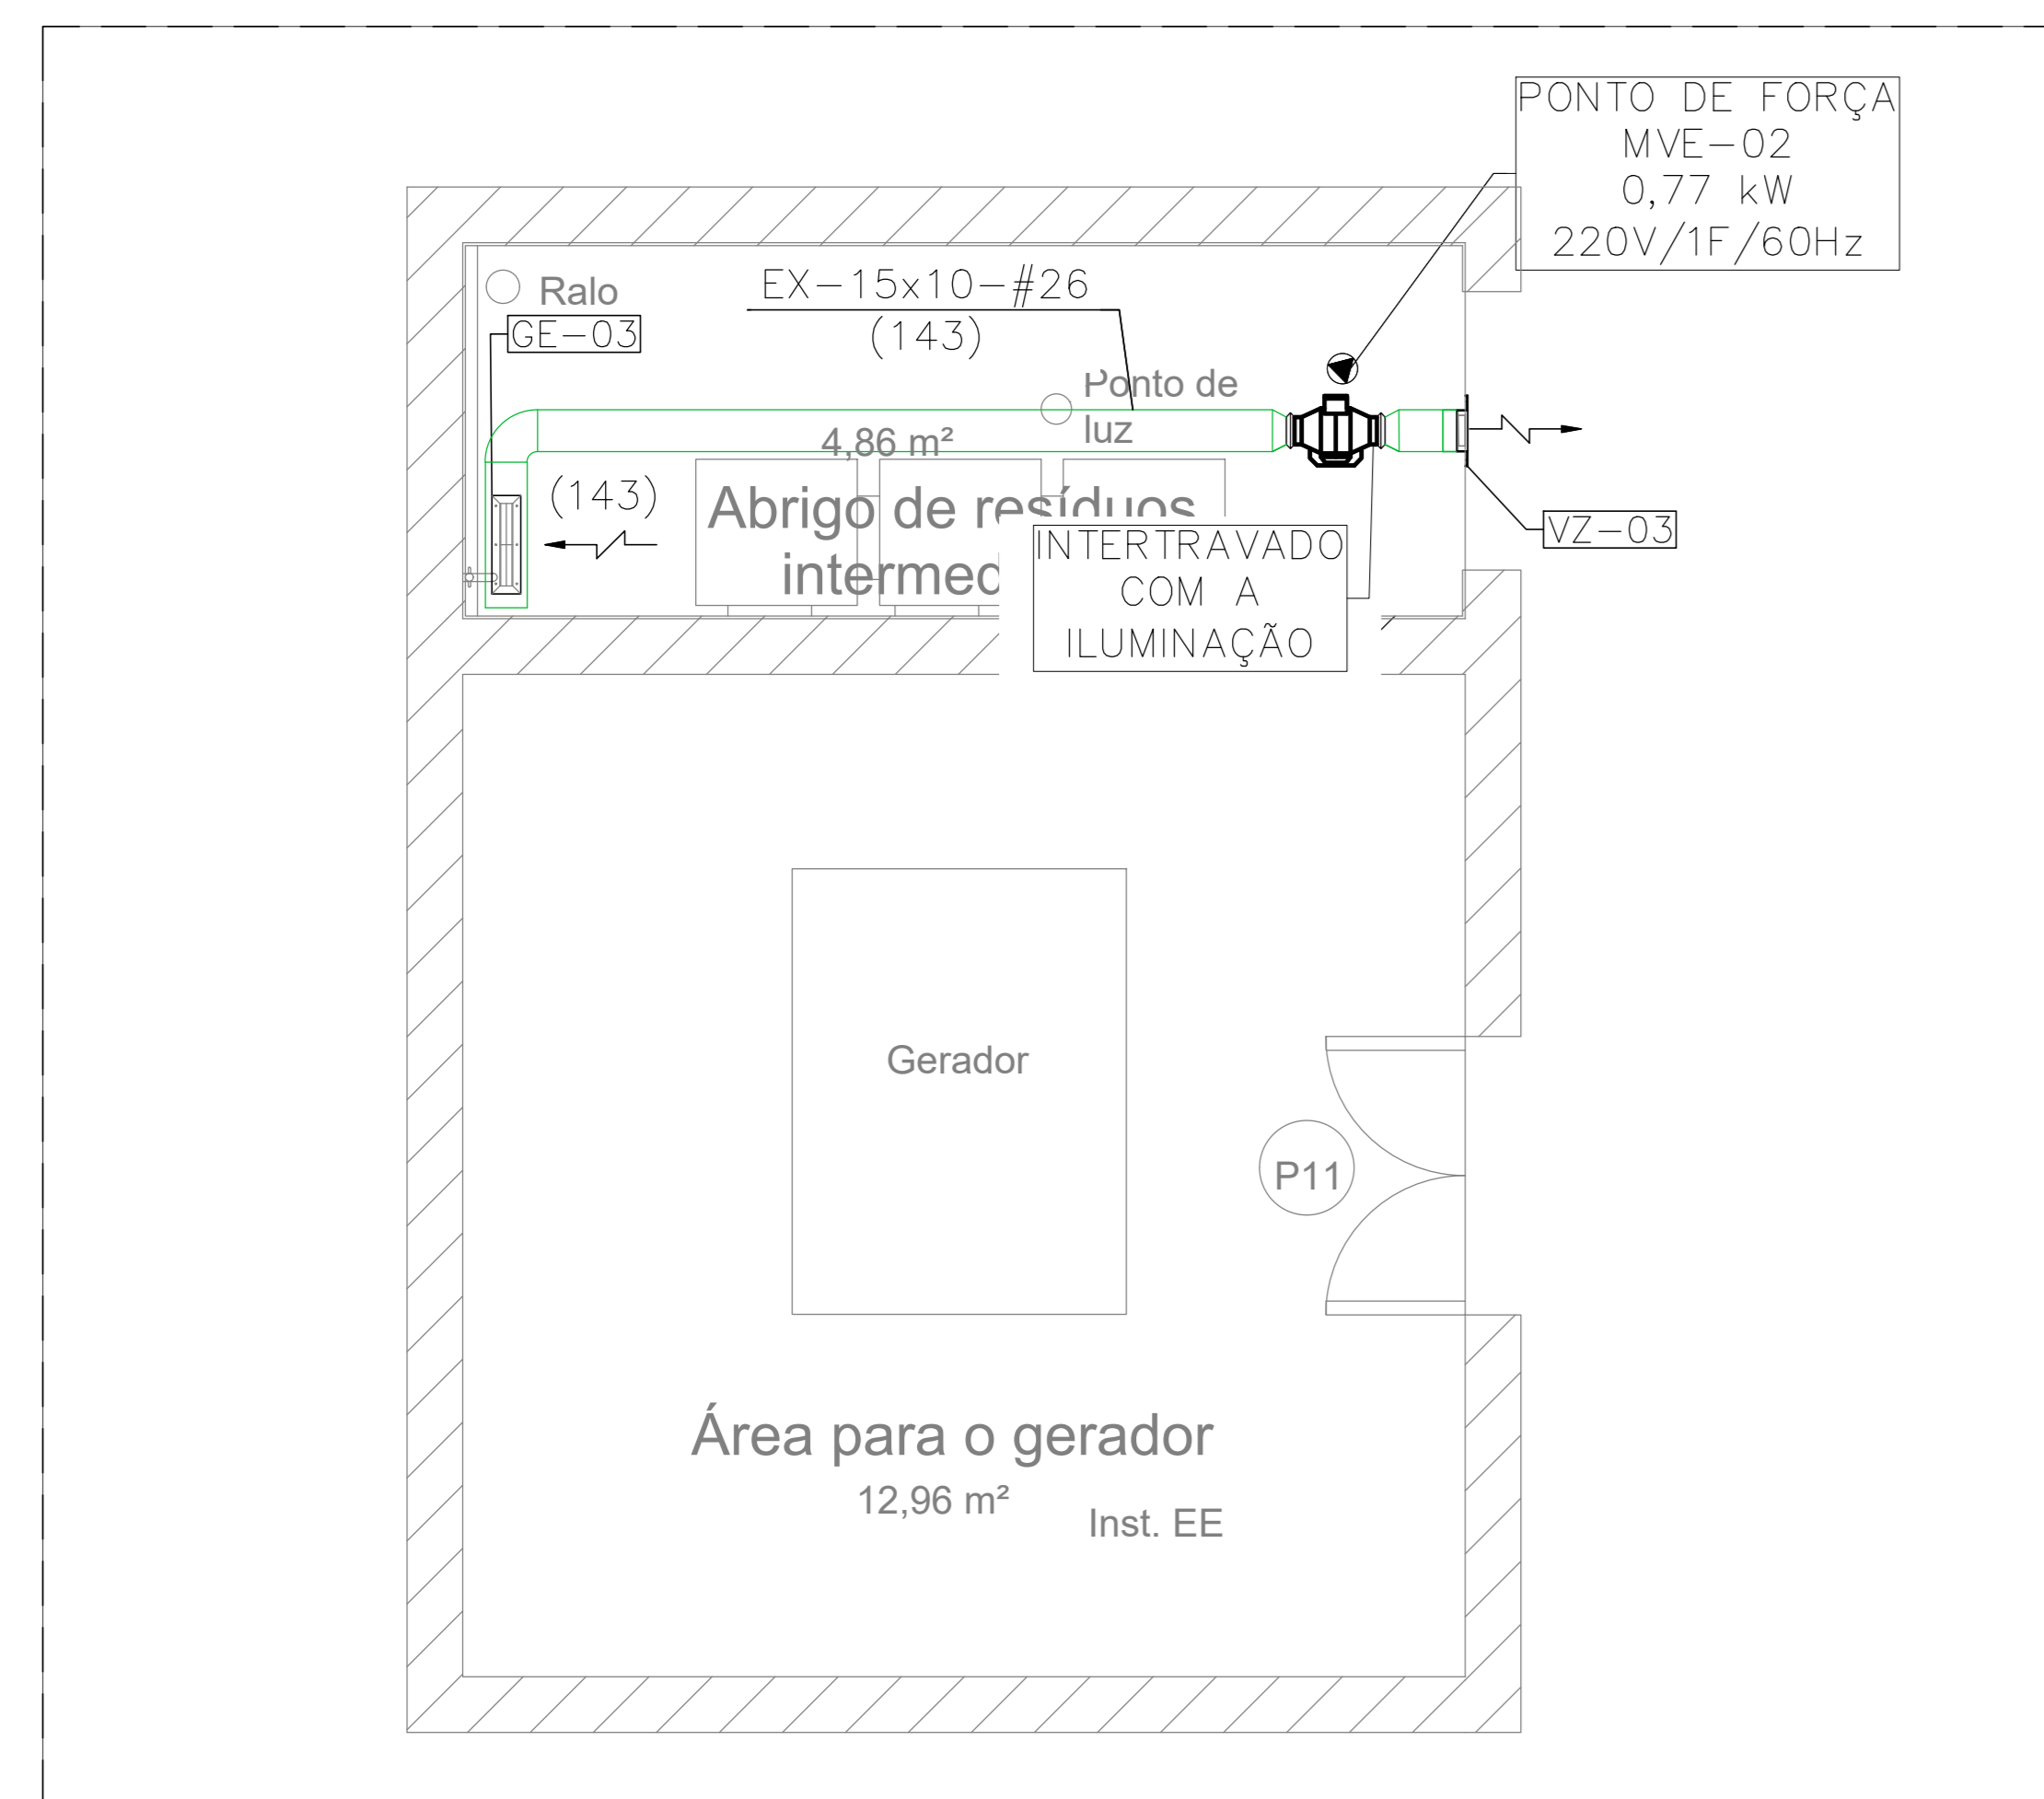 PONTO DE FORÇA
MVE-02
0,77 kW
220V/1F/60Hz
Ralo
EX-15x10-#26
(143)
GE-03
Ponto de
luz
4,86 m²
(143)
Abrigo de resíduos
VZ-03
INTERTRAVADO
COM A
ILUMINAÇÃO
Gerador
P11
Área para o gerador
12,96 m²
Inst. EE